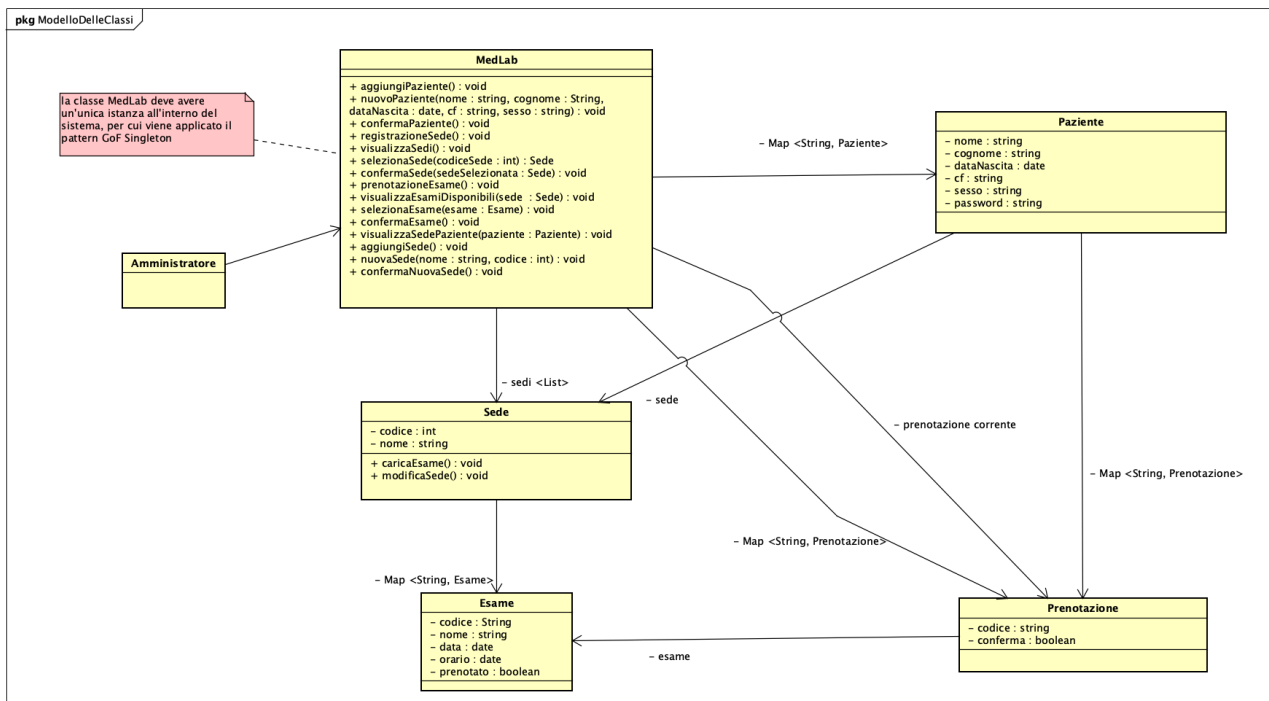 pkg ModelloDelleClassi
MedLab
+ aggiungiPaziente() : void
+ nuovoPaziente(nome : string, cognome : String,
dataNascita : date, cf : string, sesso : string) : void
+ confermaPaziente() : void
+ registrazioneSede() : void
+ visualizzaSedi() : void
+ selezionaSede(codiceSede : int) : Sede
+ confermaSede(sedeSelezionata : Sede) : void
+ prenotazioneEsame() : void
+ visualizzaEsamiDisponibili(sede : Sede) : void
+ selezionaEsame(esame : Esame) : void
+ confermaEsame() : void
+ visualizzaSedePaziente(paziente : Paziente) : void
+ aggiungiSede() : void
+ nuovaSede(nome : string, codice : int) : void
+ confermaNuovaSede() : void
la classe MedLab deve avere
un'unica istanza all'interno del
sistema, per cui viene applicato il
pattern GoF Singleton
- Map <String, Paziente>
Paziente
- nome : string
- cognome : string
- dataNascita : date
- cf : string
- sesso : string
- password : string
Amministratore
- sedi <List>
- sede
Sede
- codice : int
- nome : string
+ caricaEsame() : void
+ modificaSede() : void
- prenotazione corrente
- Map <String, Prenotazione>
- Map <String, Prenotazione>
- Map <String, Esame>
Esame
- codice : String
- nome : string
- data : date
- orario : date
- prenotato : boolean
- esame
Prenotazione
- codice : string
- conferma : boolean